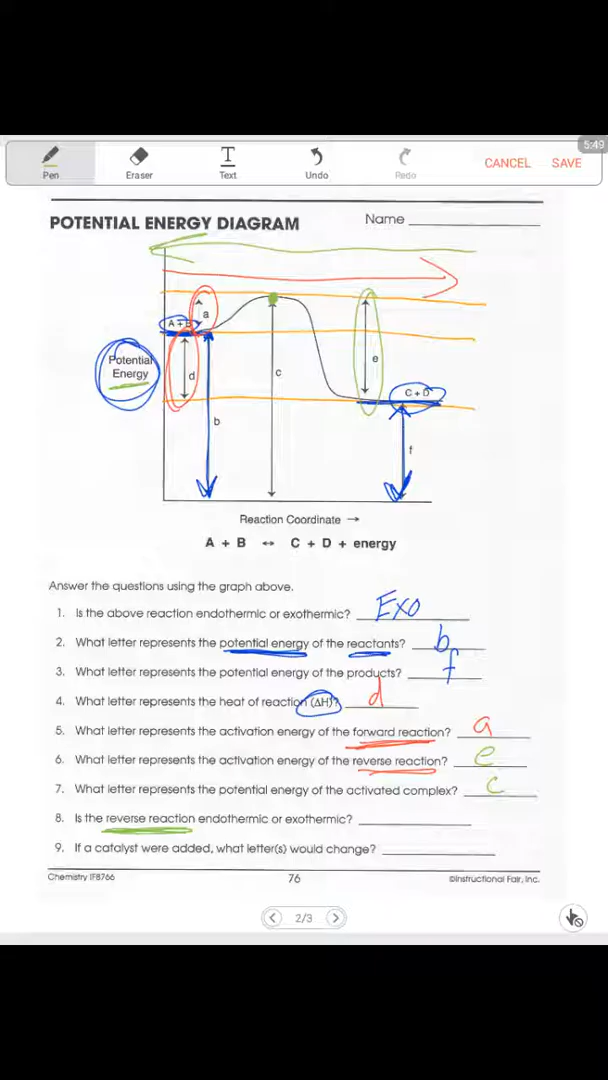 5:49
Pen Eraser Text Undo Redo CANCEL SAVE
POTENTIAL ENERGY DIAGRAM Name
a
A + B
Potential
Energy
d
e
c
C + D
b
f
Reaction Coordinate →
A + B ↔ C + D + energy
Answer the questions using the graph above.
1. Is the above reaction endothermic or exothermic? Exo
2. What letter represents the potential energy of the reactants? b
3. What letter represents the potential energy of the products? f
4. What letter represents the heat of reaction (ΔH)? d
5. What letter represents the activation energy of the forward reaction? a
6. What letter represents the activation energy of the reverse reaction? e
7. What letter represents the potential energy of the activated complex? c
8. Is the reverse reaction endothermic or exothermic?
9. If a catalyst were added, what letter(s) would change?
Chemistry IF8766 76 ©Instructional Fair, Inc.
2/3